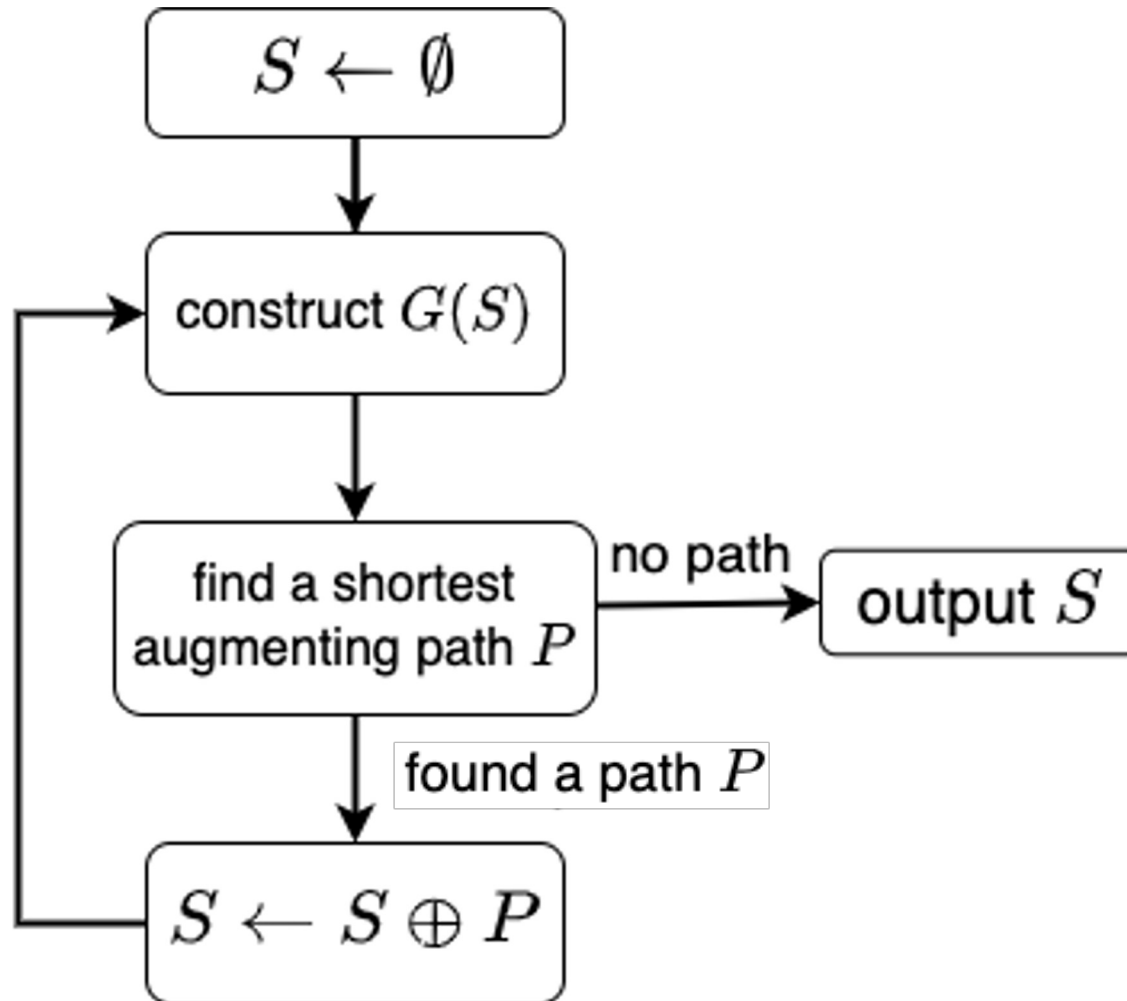 S ← ∅
construct G(S)
find a shortest
augmenting path P
no path
output S
found a path P
S ← S ⊕ P